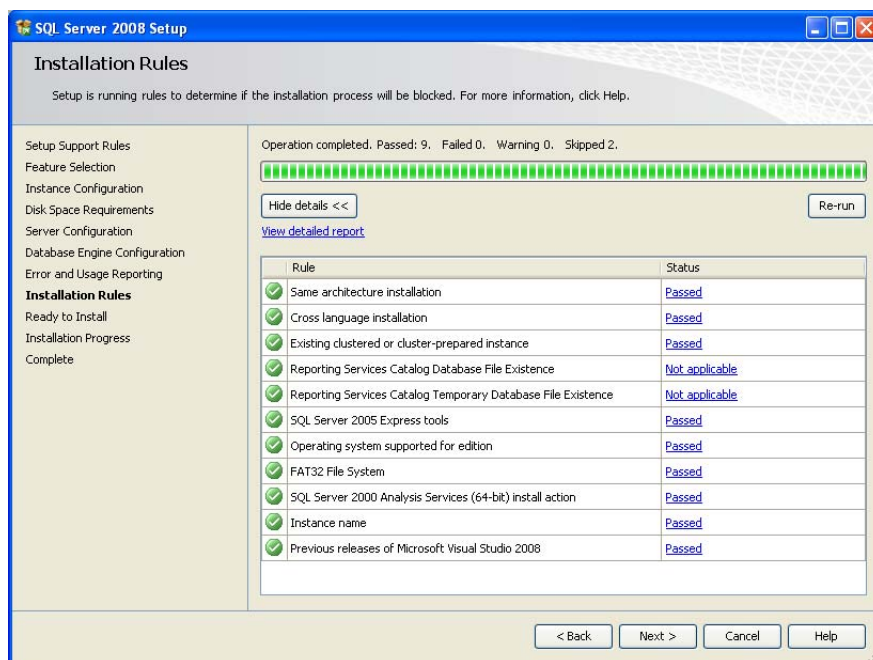 SQL Server 2008 Setup
Installation Rules
Setup is running rules to determine if the installation process will be blocked. For more information, click Help.
Setup Support Rules
Feature Selection
Instance Configuration
Disk Space Requirements
Server Configuration
Database Engine Configuration
Error and Usage Reporting
Installation Rules
Ready to Install
Installation Progress
Complete
Operation completed. Passed: 9. Failed 0. Warning 0. Skipped 2.
Hide details <<
Re-run
View detailed report
Rule Status
Same architecture installation Passed
Cross language installation Passed
Existing clustered or cluster-prepared instance Passed
Reporting Services Catalog Database File Existence Not applicable
Reporting Services Catalog Temporary Database File Existence Not applicable
SQL Server 2005 Express tools Passed
Operating system supported for edition Passed
FAT32 File System Passed
SQL Server 2000 Analysis Services (64-bit) install action Passed
Instance name Passed
Previous releases of Microsoft Visual Studio 2008 Passed
< Back Next > Cancel Help